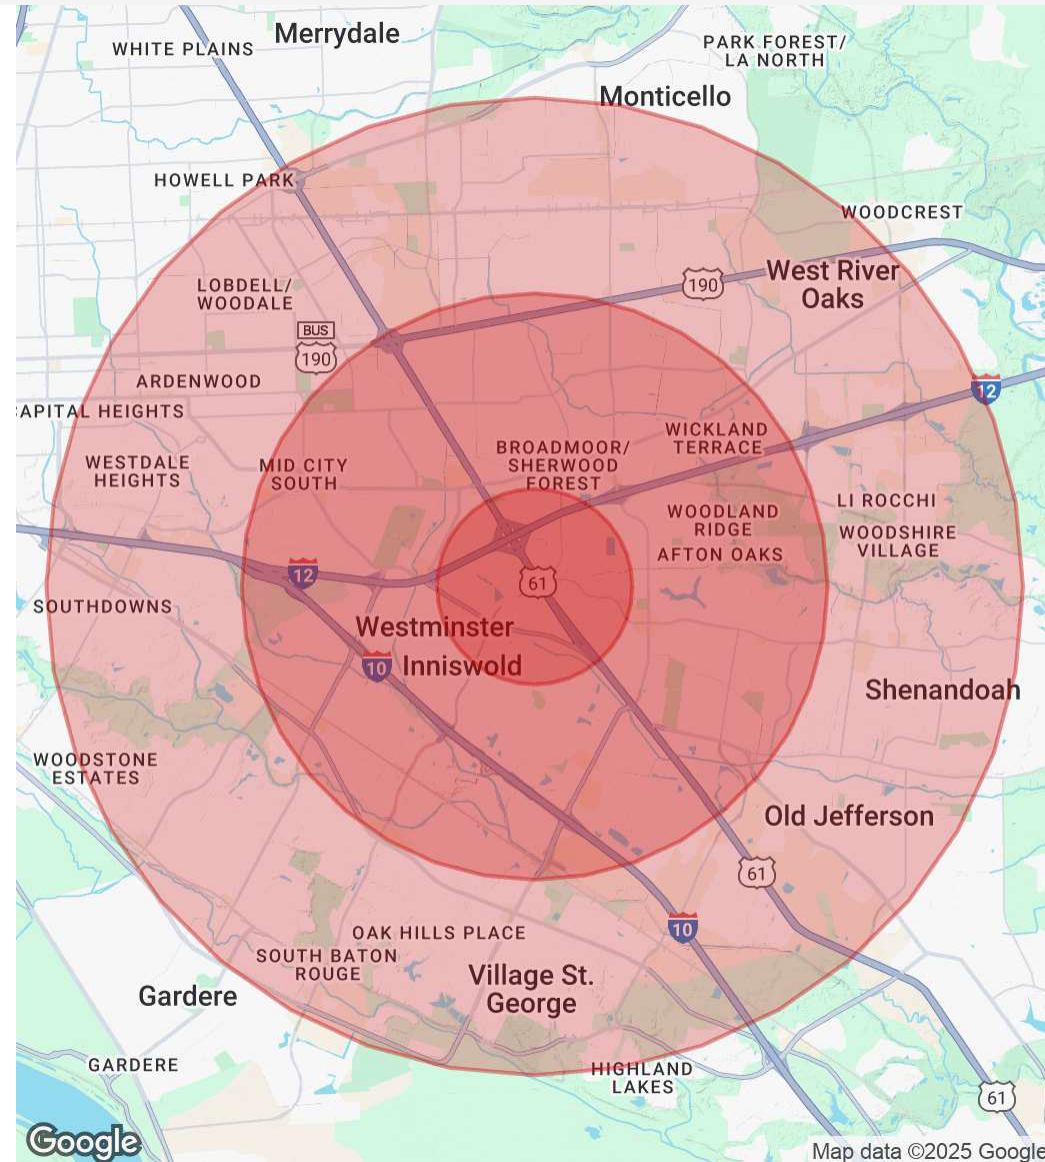 Merrydale
WHITE PLAINS
PARK FOREST/
LA NORTH
Monticello
HOWELL PARK
WOODCREST
West River
Oaks
190
LOBDELL/
WOODALE
BUS
190
ARDENWOOD
12
CAPITAL HEIGHTS
WICKLAND
TERRACE
BROADMOOR/
SHERWOOD
FOREST
WESTDALE
HEIGHTS
MID CITY
SOUTH
LI ROCCHI
WOODLAND
RIDGE
WOODSHIRE
VILLAGE
AFTON OAKS
12
61
SOUTHDOWNS
Westminster
10
Inniswold
Shenandoah
WOODSTONE
ESTATES
Old Jefferson
61
10
OAK HILLS PLACE
SOUTH BATON
ROUGE
Village St.
George
Gardere
GARDERE
HIGHLAND
LAKES
61
Google
Map data ©2025 Google